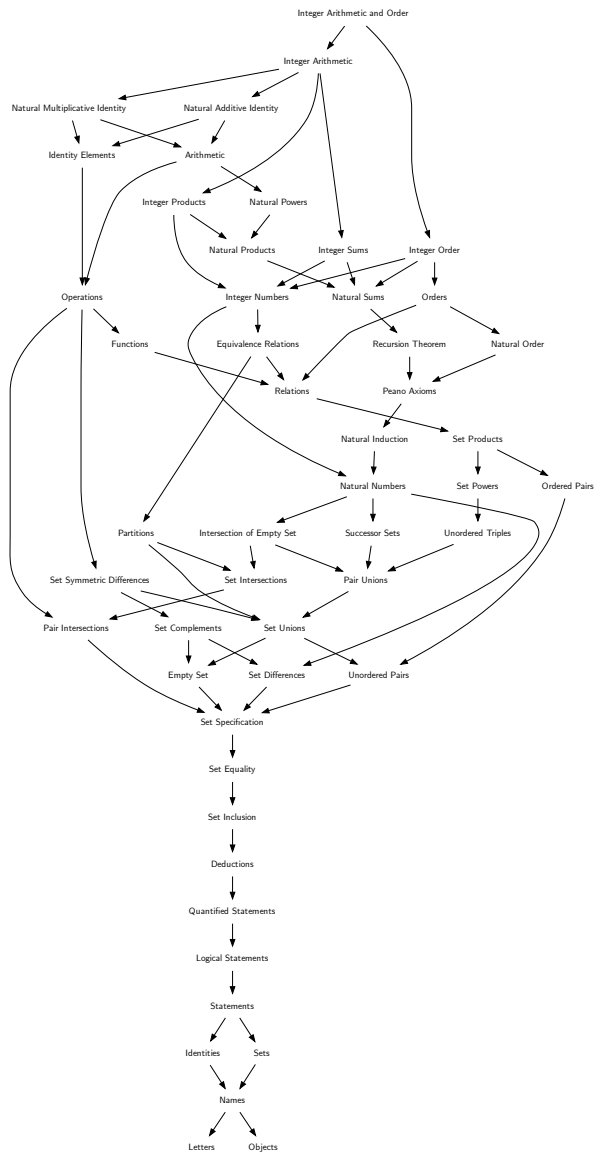 Integer Arithmetic and Order
Integer Arithmetic
Natural Multiplicative Identity
Natural Additive Identity
Identity Elements
Arithmetic
Integer Products
Natural Powers
Natural Products
Integer Sums
Integer Order
Operations
Integer Numbers
Natural Sums
Orders
Functions
Equivalence Relations
Recursion Theorem
Natural Order
Relations
Peano Axioms
Natural Induction
Set Products
Natural Numbers
Set Powers
Ordered Pairs
Partitions
Intersection of Empty Set
Successor Sets
Unordered Triples
Set Symmetric Differences
Set Intersections
Pair Unions
Pair Intersections
Set Complements
Set Unions
Empty Set
Set Differences
Unordered Pairs
Set Specification
Set Equality
Set Inclusion
Deductions
Quantified Statements
Logical Statements
Statements
Identities
Sets
Names
Letters
Objects